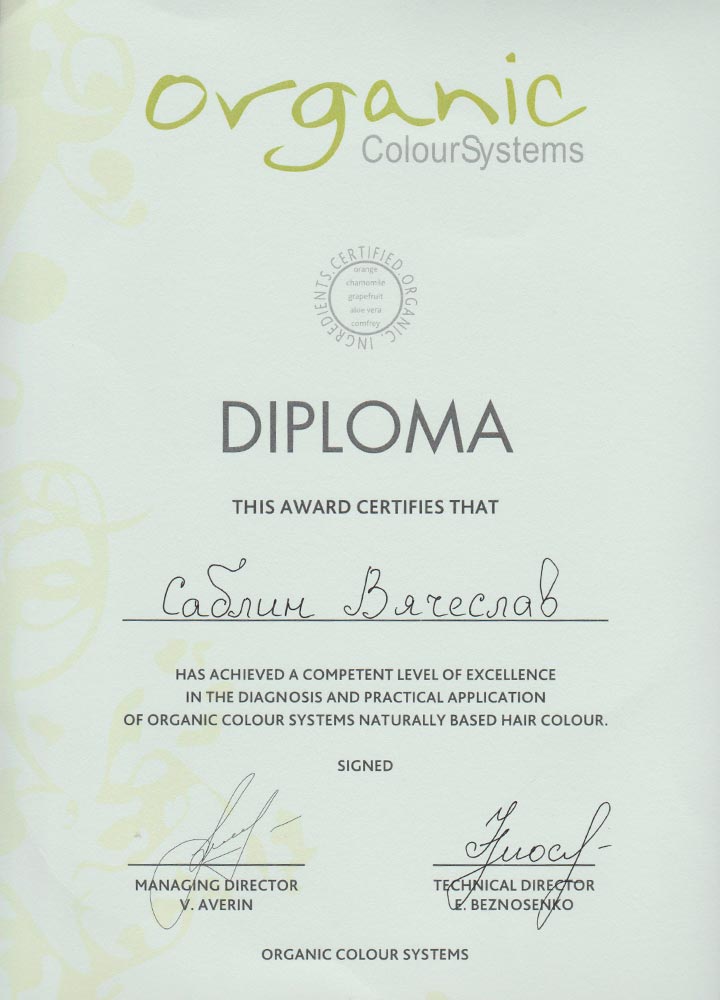 organic
ColourSystems
INGREDIENTS.CERTIFIED.ORGANIC.
orange
chamomile
grapefruit
aloe vera
comfrey
DIPLOMA
THIS AWARD CERTIFIES THAT
Саблин Вячеслав
HAS ACHIEVED A COMPETENT LEVEL OF EXCELLENCE
IN THE DIAGNOSIS AND PRACTICAL APPLICATION
OF ORGANIC COLOUR SYSTEMS NATURALLY BASED HAIR COLOUR.
SIGNED
MANAGING DIRECTOR
V. AVERIN
TECHNICAL DIRECTOR
E. BEZNOSENKO
ORGANIC COLOUR SYSTEMS